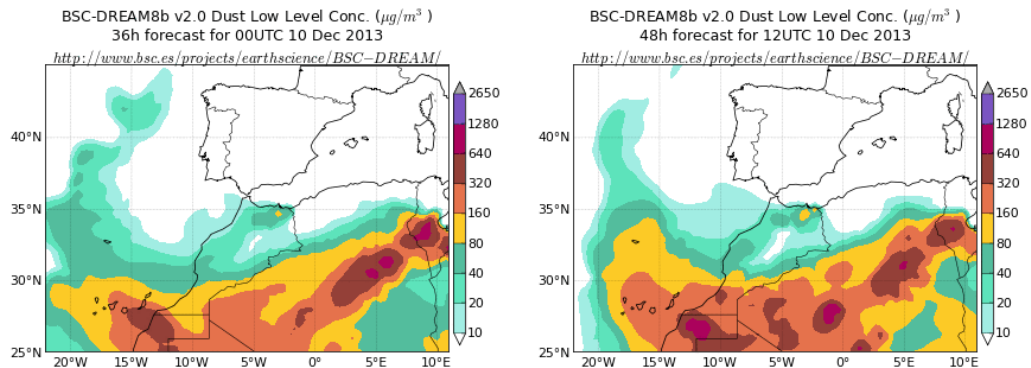 BSC-DREAM8b v2.0 Dust Low Level Conc. (μg/m³ )
36h forecast for 00UTC 10 Dec 2013
http://www.bsc.es/projects/earthscience/BSC−DREAM/
40°N
35°N
30°N
25°N
20°W
15°W
10°W
5°W
0°
5°E
10°E
2650
1280
640
320
160
80
40
20
10
BSC-DREAM8b v2.0 Dust Low Level Conc. (μg/m³ )
48h forecast for 12UTC 10 Dec 2013
http://www.bsc.es/projects/earthscience/BSC−DREAM/
40°N
35°N
30°N
25°N
20°W
15°W
10°W
5°W
0°
5°E
10°E
2650
1280
640
320
160
80
40
20
10